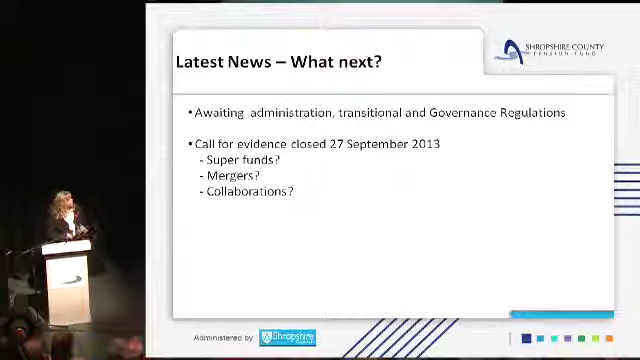 SHROPSHIRE COUNTY
PENSION FUND
Latest News – What next?
•Awaiting administration, transitional and Governance Regulations
•Call for evidence closed 27 September 2013
- Super funds?
- Mergers?
- Collaborations?
Administered by
Shropshire